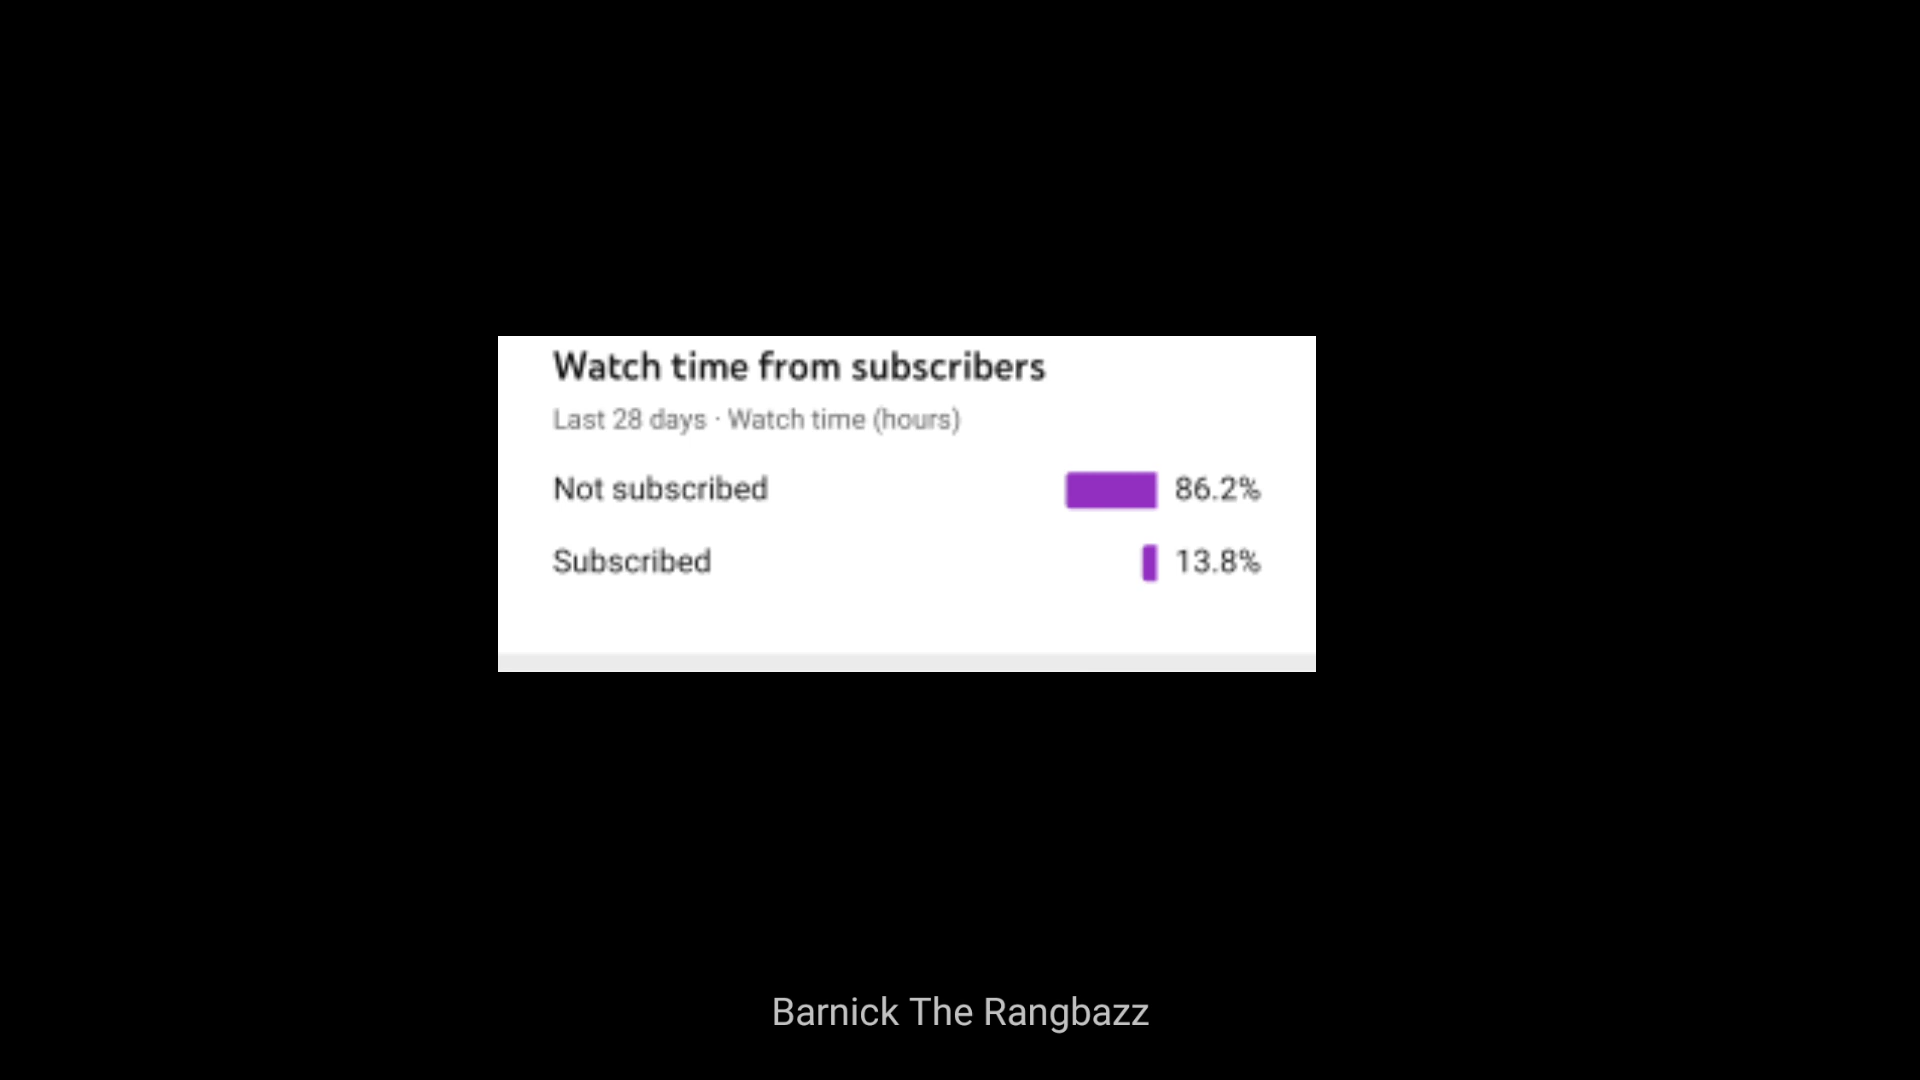 Watch time from subscribers
Last 28 days · Watch time (hours)
Not subscribed 86.2%
Subscribed 13.8%
Barnick The Rangbazz